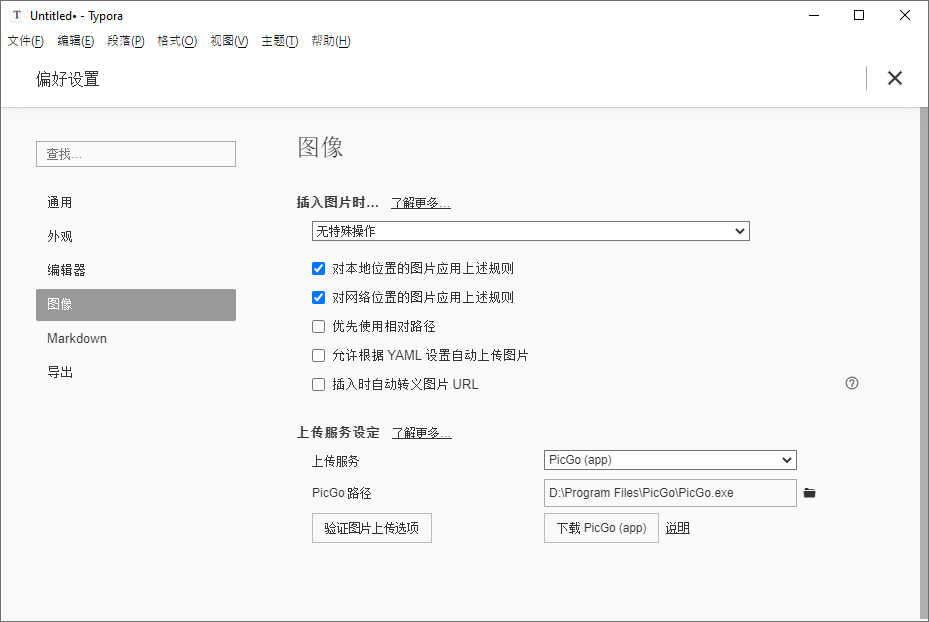 Untitled• - Typora
文件(F) 编辑(E) 段落(P) 格式(O) 视图(V) 主题(T) 帮助(H)
偏好设置
查找...
通用
外观
编辑器
图像
Markdown
导出
图像
插入图片时... 了解更多...
无特殊操作
对本地位置的图片应用上述规则
对网络位置的图片应用上述规则
优先使用相对路径
允许根据 YAML 设置自动上传图片
插入时自动转义图片 URL
上传服务设定 了解更多...
上传服务 PicGo (app)
PicGo 路径 D:\Program Files\PicGo\PicGo.exe
验证图片上传选项 下载 PicGo (app) 说明